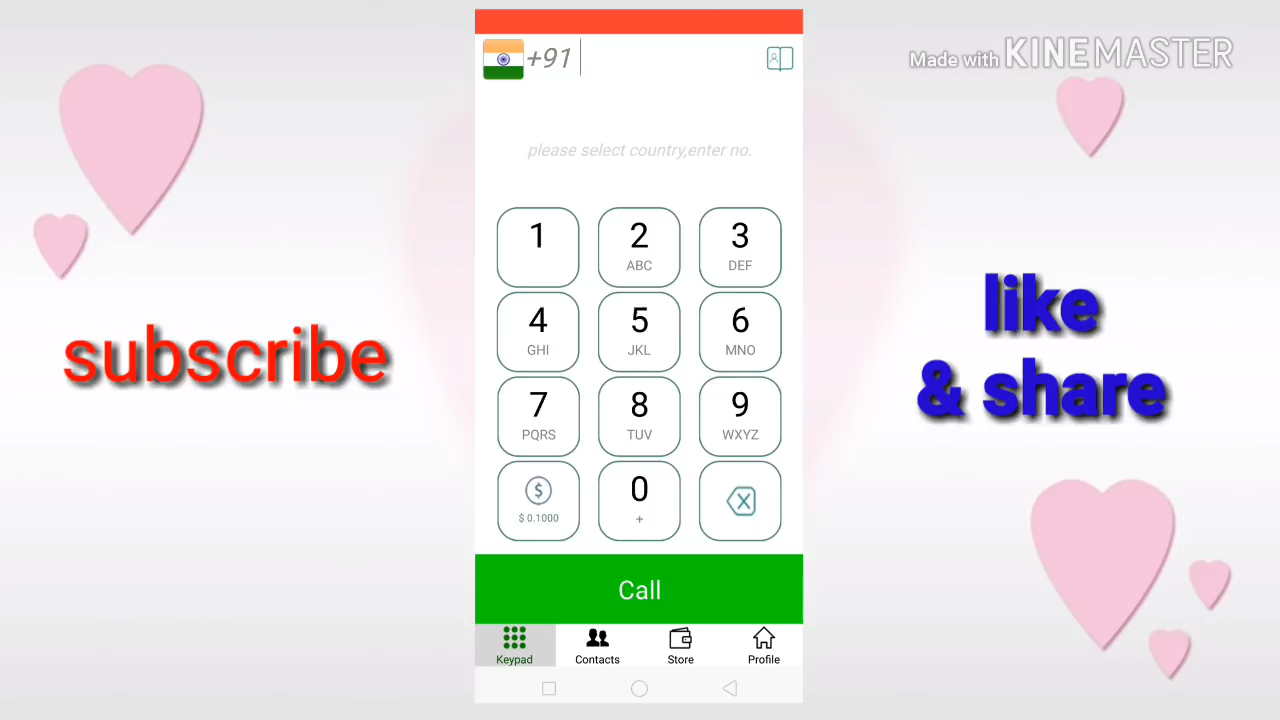 +91
Made with KINEMASTER
please select country,enter no.
1
2
ABC
3
DEF
4
GHI
5
JKL
6
MNO
7
PQRS
8
TUV
9
WXYZ
$
$ 0.1000
0
+
X
subscribe
like
& share
Call
Keypad
Contacts
Store
Profile